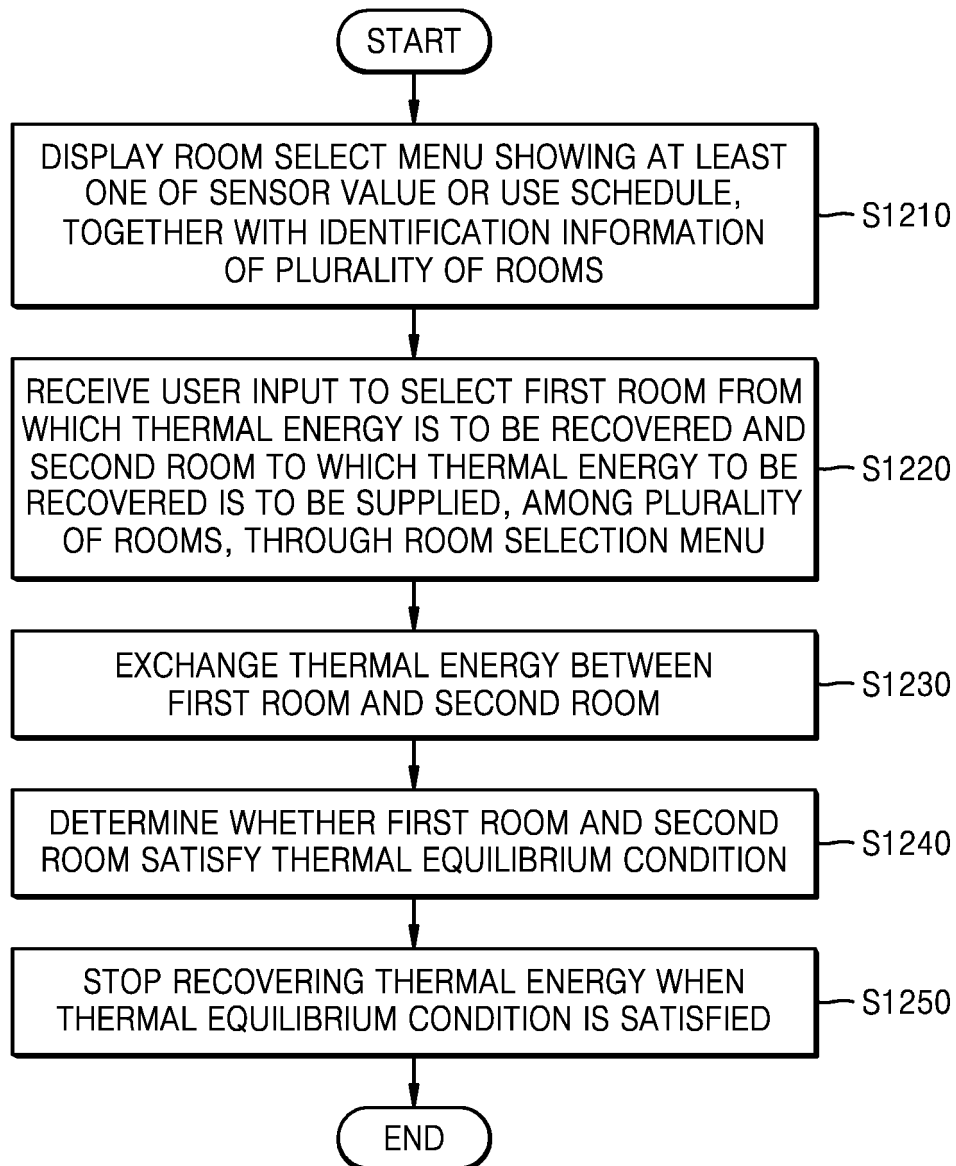 START
DISPLAY ROOM SELECT MENU SHOWING AT LEAST
ONE OF SENSOR VALUE OR USE SCHEDULE,
TOGETHER WITH IDENTIFICATION INFORMATION
OF PLURALITY OF ROOMS
S1210
RECEIVE USER INPUT TO SELECT FIRST ROOM FROM
WHICH THERMAL ENERGY IS TO BE RECOVERED AND
SECOND ROOM TO WHICH THERMAL ENERGY TO BE
RECOVERED IS TO BE SUPPLIED, AMONG PLURALITY
OF ROOMS, THROUGH ROOM SELECTION MENU
S1220
EXCHANGE THERMAL ENERGY BETWEEN
FIRST ROOM AND SECOND ROOM
S1230
DETERMINE WHETHER FIRST ROOM AND SECOND
ROOM SATISFY THERMAL EQUILIBRIUM CONDITION
S1240
STOP RECOVERING THERMAL ENERGY WHEN
THERMAL EQUILIBRIUM CONDITION IS SATISFIED
S1250
END